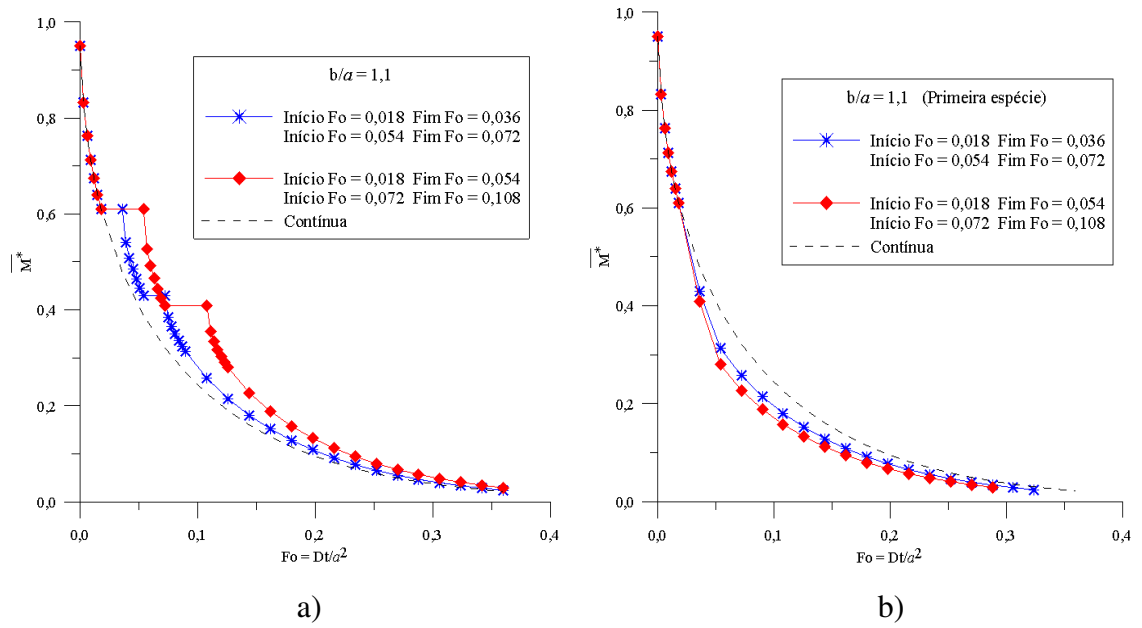 1,0
0,8
0,6
0,4
0,2
0,0
M*
b/a = 1,1
Início Fo = 0,018 Fim Fo = 0,036
Início Fo = 0,054 Fim Fo = 0,072
Início Fo = 0,018 Fim Fo = 0,054
Início Fo = 0,072 Fim Fo = 0,108
Contínua
0,0 0,1 0,2 0,3 0,4
Fo = Dt/a²
a)
b)
1,0
0,8
0,6
0,4
0,2
0,0
M*
b/a = 1,1 (Primeira espécie)
Início Fo = 0,018 Fim Fo = 0,036
Início Fo = 0,054 Fim Fo = 0,072
Início Fo = 0,018 Fim Fo = 0,054
Início Fo = 0,072 Fim Fo = 0,108
Contínua
0,0 0,1 0,2 0,3 0,4
Fo = Dt/a²
b)